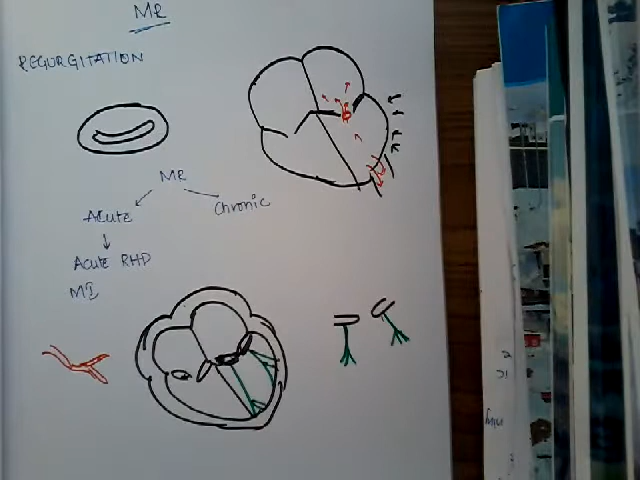 MR
REGURGITATION
MR
Acute
Chronic
Acute RHD
MI